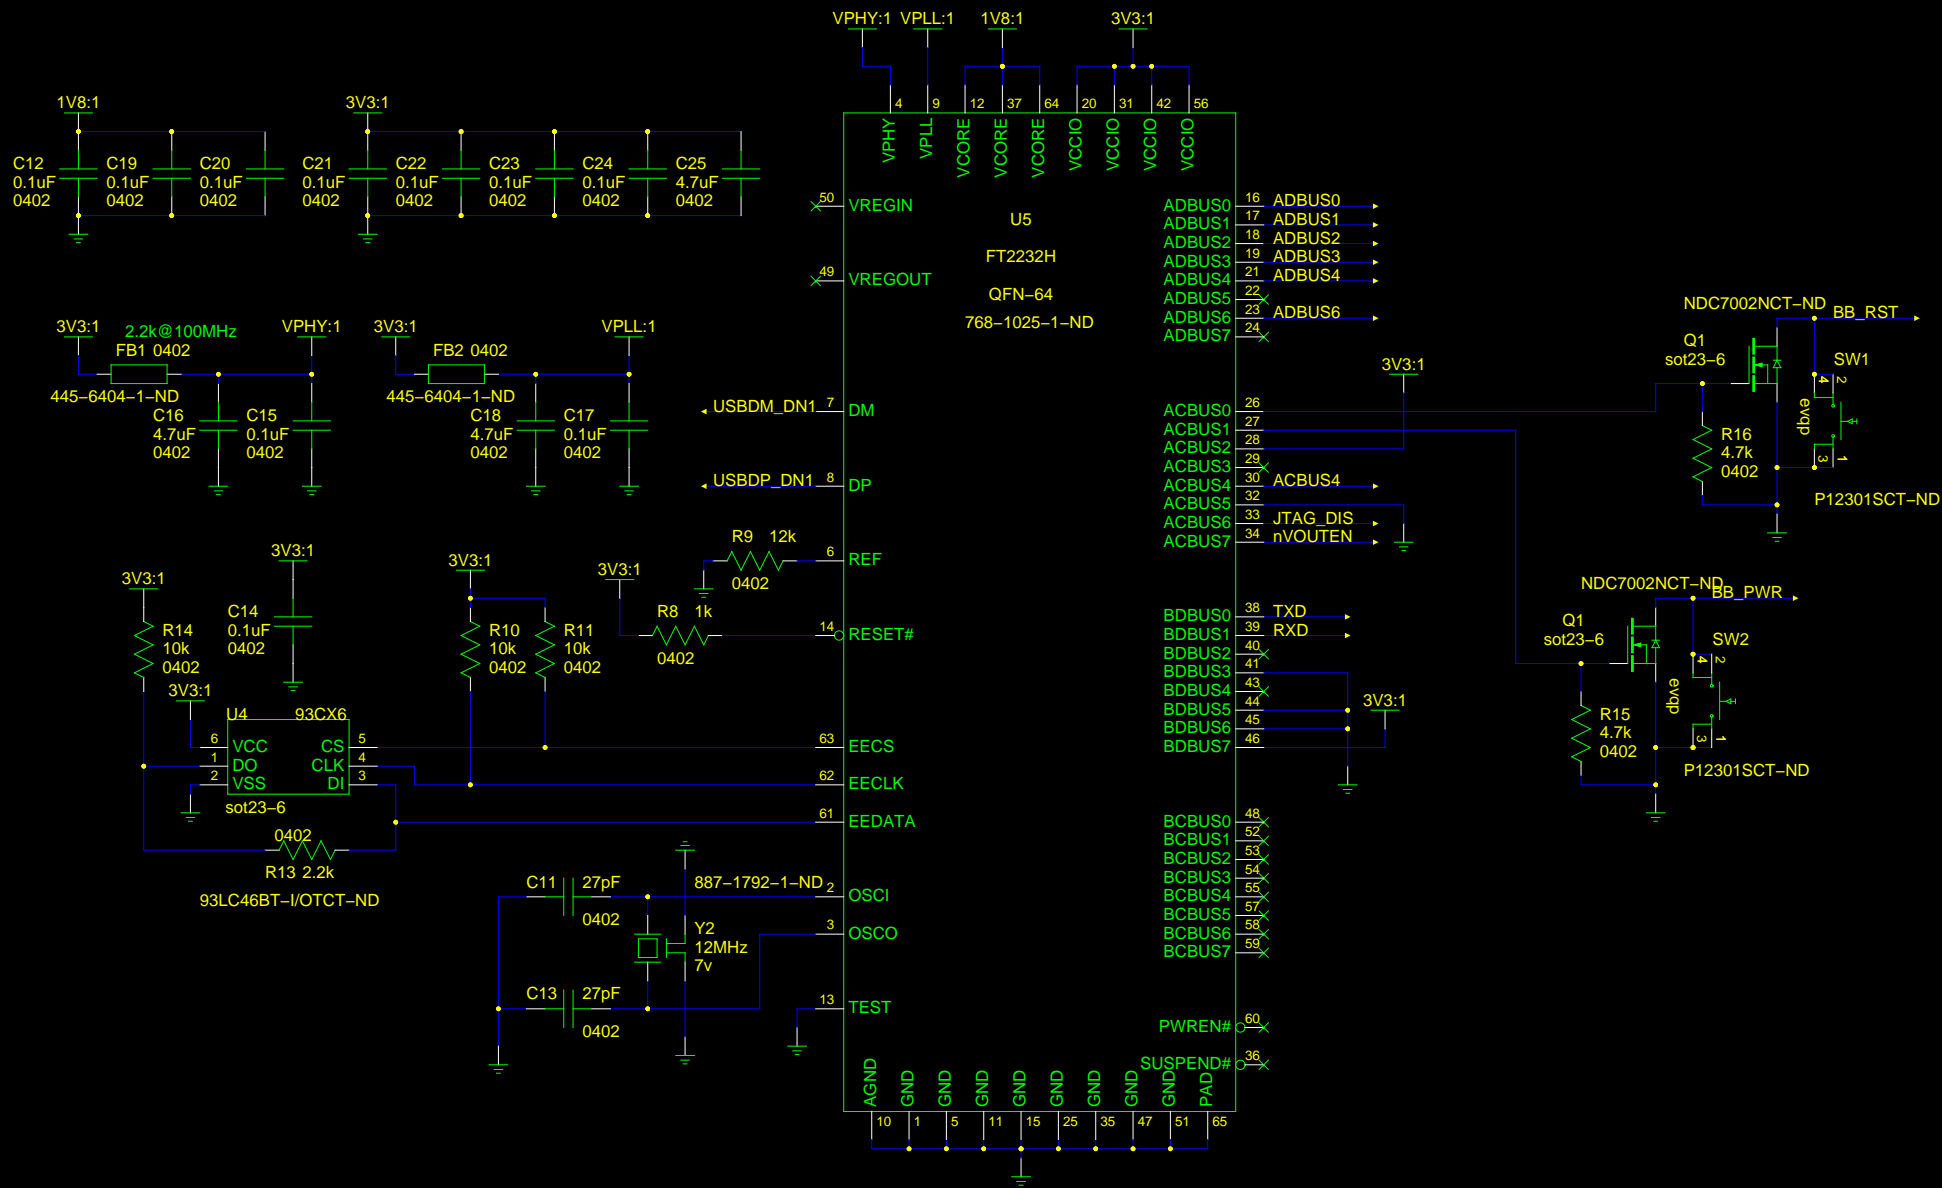 VPHY:1 VPLL:1 1V8:1 3V3:1
4 9 12 37 64 20 31 42 56
VPHY VPLL VCORE VCORE VCORE VCCIO VCCIO VCCIO VCCIO
1V8:1 3V3:1
C12 0.1uF 0402
C19 0.1uF 0402
C20 0.1uF 0402
C21 0.1uF 0402
C22 0.1uF 0402
C23 0.1uF 0402
C24 0.1uF 0402
C25 4.7uF 0402
50 VREGIN
49 VREGOUT
U5
FT2232H
QFN-64
768-1025-1-ND
ADBUS0 16 ADBUS0
ADBUS1 17 ADBUS1
ADBUS2 18 ADBUS2
ADBUS3 19 ADBUS3
ADBUS4 21 ADBUS4
ADBUS5 22
ADBUS6 23 ADBUS6
ADBUS7 24
3V3:1 2.2k@100MHz VPHY:1
FB1 0402
445-6404-1-ND
C16 4.7uF 0402
C15 0.1uF 0402
3V3:1 VPLL:1
FB2 0402
445-6404-1-ND
C18 4.7uF 0402
C17 0.1uF 0402
USBDM_DN1 7 DM
USBDP_DN1 8 DP
3V3:1
ACBUS0 26
ACBUS1 27
ACBUS2 28
ACBUS3 29
ACBUS4 30 ACBUS4
ACBUS5 32
ACBUS6 33 JTAG_DIS
ACBUS7 34 nVOUTEN
NDC7002NCT-ND BB_RST
Q1
sot23-6
SW1
4 2
evqp
3 1
R16
4.7k
0402
P12301SCT-ND
R9 12k
0402
6 REF
3V3:1
R8 1k
0402
14 RESET#
3V3:1
R14
10k
0402
3V3:1
C14
0.1uF
0402
3V3:1
R10
10k
0402
R11
10k
0402
3V3:1
U4 93CX6
6 VCC CS 5
1 DO CLK 4
2 VSS DI 3
sot23-6
0402
R13 2.2k
93LC46BT-I/OTCT-ND
63 EECS
62 EECLK
61 EEDATA
BDBUS0 38 TXD
BDBUS1 39 RXD
BDBUS2 40
BDBUS3 41
BDBUS4 43
BDBUS5 44
BDBUS6 45
BDBUS7 46
3V3:1
NDC7002NCT-ND
BB_PWR
Q1
sot23-6
SW2
4 2
evqp
3 1
R15
4.7k
0402
P12301SCT-ND
BCBUS0 48
BCBUS1 52
BCBUS2 53
BCBUS3 54
BCBUS4 55
BCBUS5 57
BCBUS6 58
BCBUS7 59
C11 27pF
0402
887-1792-1-ND 2 OSCI
3 OSCO
Y2
12MHz
7v
C13 27pF
0402
13 TEST
PWREN# 60
SUSPEND# 36
AGND GND GND GND GND GND GND GND GND PAD
10 1 5 11 15 25 35 47 51 65